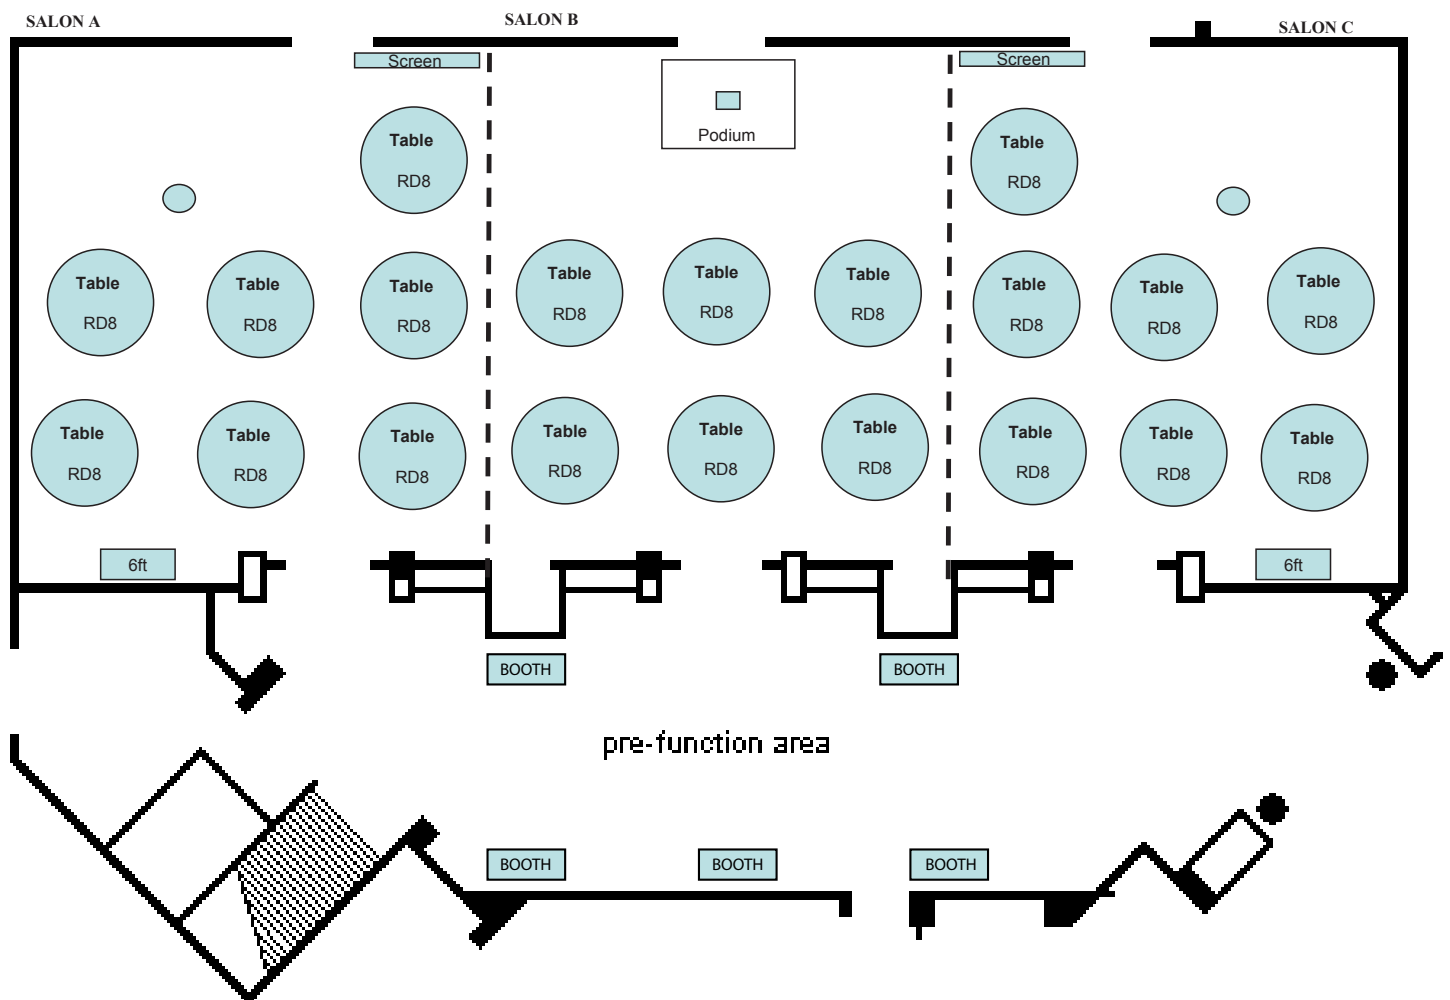 SALON A
SALON B
SALON C
Screen
Screen
Podium
Table
RD8
Table
RD8
Table
RD8
Table
RD8
Table
RD8
Table
RD8
Table
RD8
Table
RD8
Table
RD8
Table
RD8
Table
RD8
Table
RD8
Table
RD8
Table
RD8
Table
RD8
Table
RD8
Table
RD8
Table
RD8
Table
RD8
Table
RD8
6ft
6ft
BOOTH
BOOTH
pre-function area
BOOTH
BOOTH
BOOTH